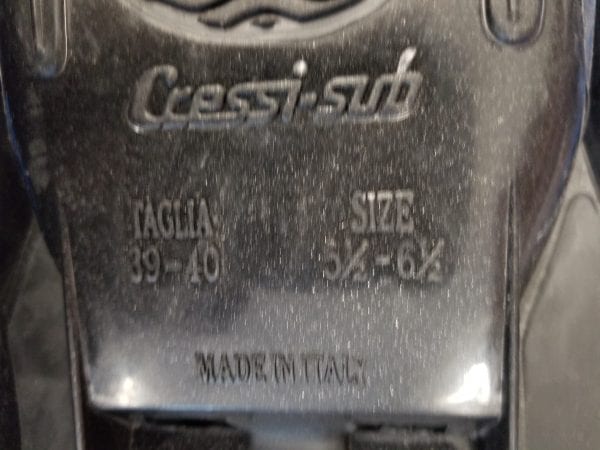 Cressi-sub
TAGLIA SIZE
39-40 5½-6½
MADE IN ITALY